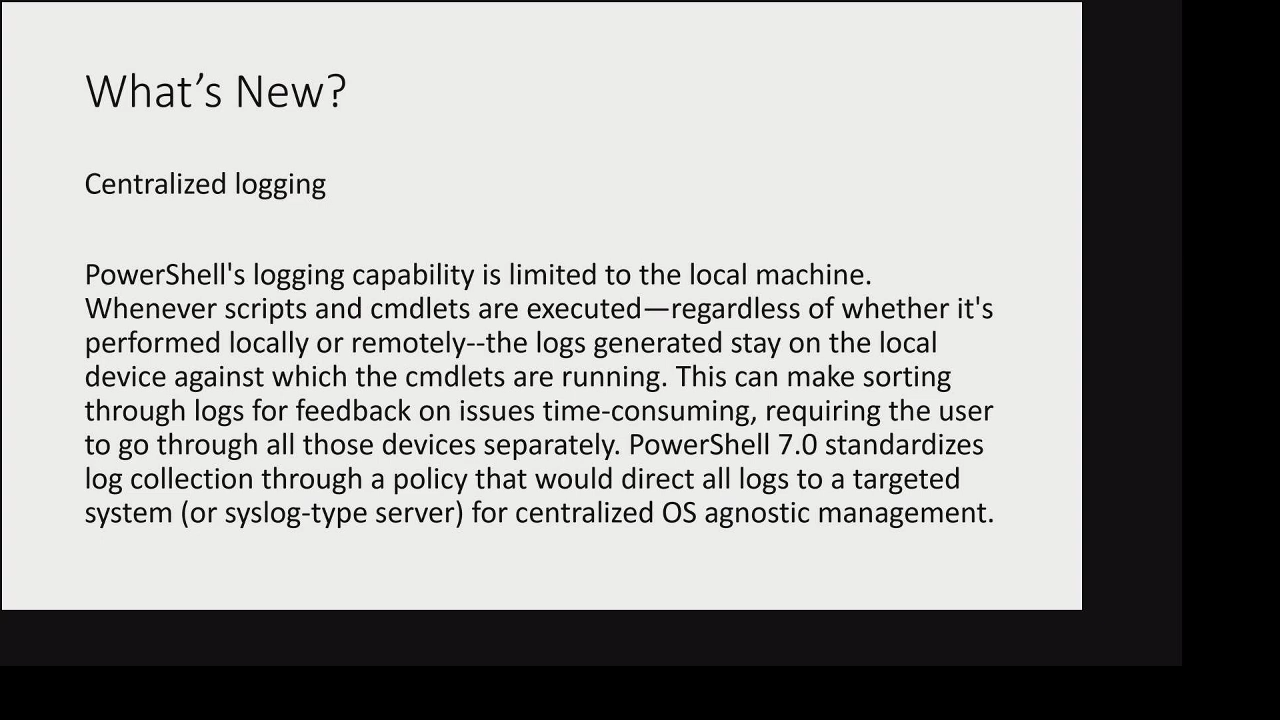 What’s New?
Centralized logging
PowerShell's logging capability is limited to the local machine.
Whenever scripts and cmdlets are executed—regardless of whether it's
performed locally or remotely--the logs generated stay on the local
device against which the cmdlets are running. This can make sorting
through logs for feedback on issues time-consuming, requiring the user
to go through all those devices separately. PowerShell 7.0 standardizes
log collection through a policy that would direct all logs to a targeted
system (or syslog-type server) for centralized OS agnostic management.